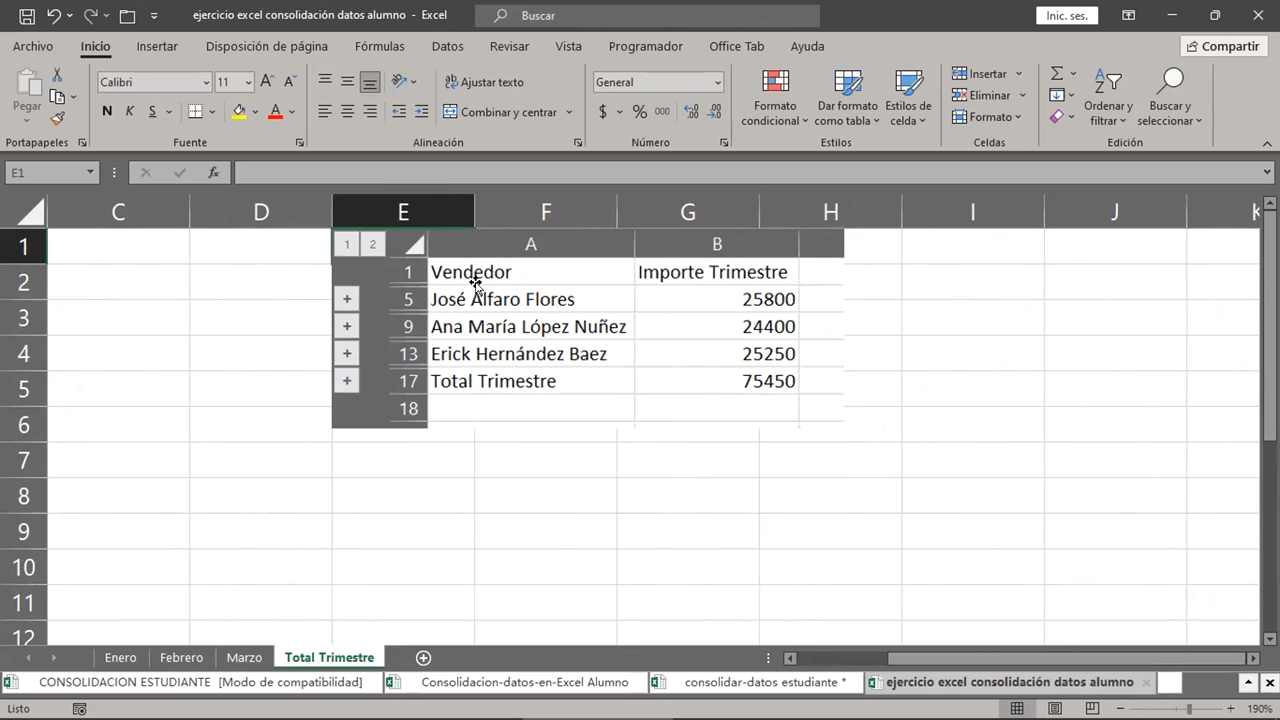 ejercicio excel consolidación datos alumno - Excel
Buscar
Inic. ses.
Archivo Inicio Insertar Disposición de página Fórmulas Datos Revisar Vista Programador Office Tab Ayuda
Compartir
Pegar
Calibri 11
N K S
Ajustar texto
Combinar y centrar
General
$ % 000
Formato condicional
Dar formato como tabla
Estilos de celda
Insertar
Eliminar
Formato
Ordenar y filtrar
Buscar y seleccionar
Portapapeles Fuente Alineación Número Estilos Celdas Edición
E1 fx
C D E F G H I J K
1 2 A B
1 Vendedor Importe Trimestre
5 José Alfaro Flores 25800
9 Ana María López Nuñez 24400
13 Erick Hernández Baez 25250
17 Total Trimestre 75450
18
1
2
3
4
5
6
7
8
9
10
11
12
Enero Febrero Marzo Total Trimestre
CONSOLIDACION ESTUDIANTE [Modo de compatibilidad] Consolidacion-datos-en-Excel Alumno consolidar-datos estudiante * ejercicio excel consolidación datos alumno
Listo 190%